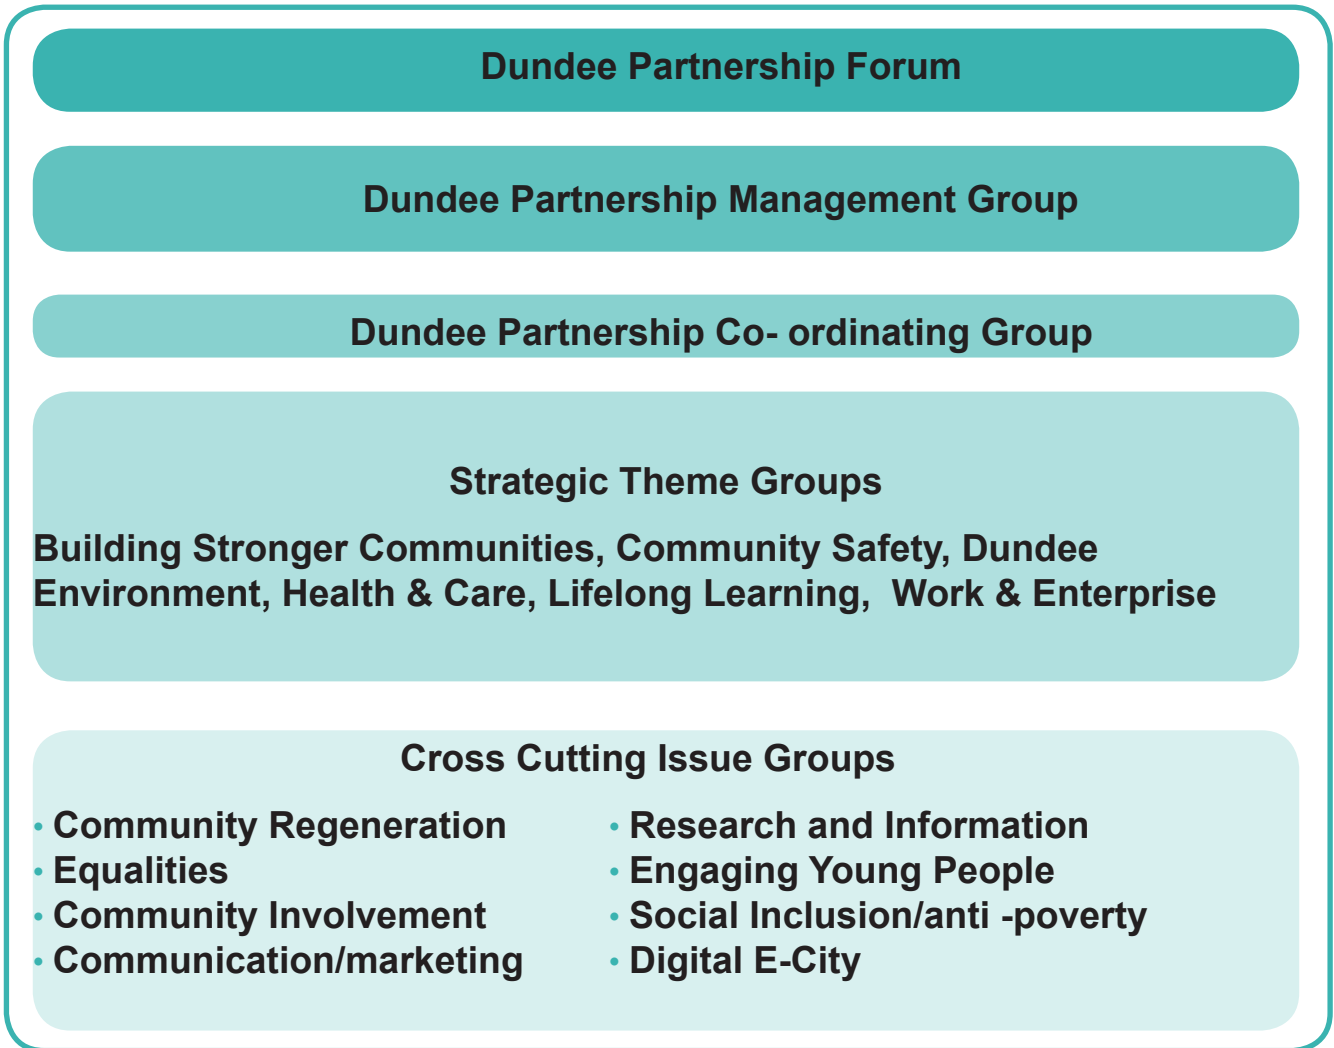 Dundee Partnership Forum
Dundee Partnership Management Group
Dundee Partnership Co- ordinating Group
Strategic Theme Groups
Building Stronger Communities, Community Safety, Dundee
Environment, Health & Care, Lifelong Learning,  Work & Enterprise
Cross Cutting Issue Groups
• Community Regeneration
• Equalities
• Community Involvement
• Communication/marketing
• Research and Information
• Engaging Young People
• Social Inclusion/anti -poverty
• Digital E-City